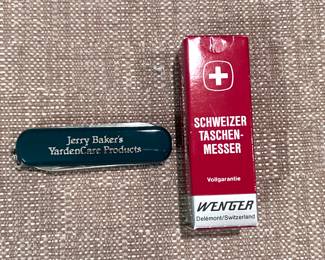 Jerry Baker's
YardenCare Products
SCHWEIZER
TASCHEN-
MESSER
Vollgarantie
WENGER
Delémont/Switzerland